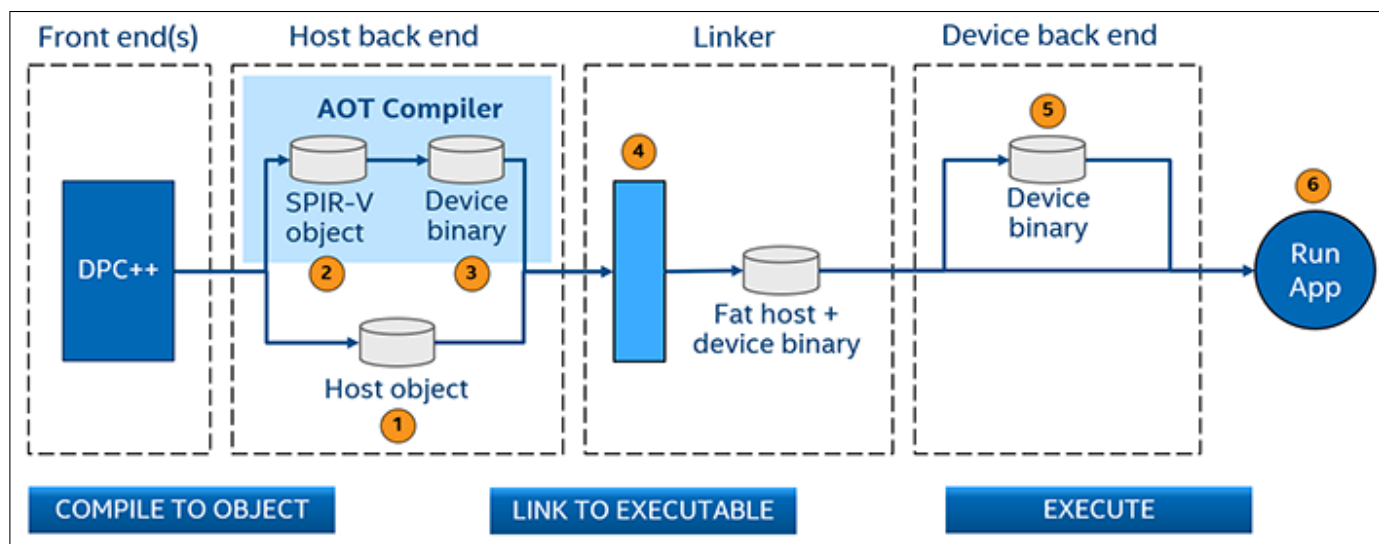 Front end(s)
Host back end
Linker
Device back end
AOT Compiler
5
4
6
SPIR-V
object
Device
binary
Device
binary
DPC++
2
3
Run
App
Fat host +
device binary
Host object
1
COMPILE TO OBJECT
LINK TO EXECUTABLE
EXECUTE